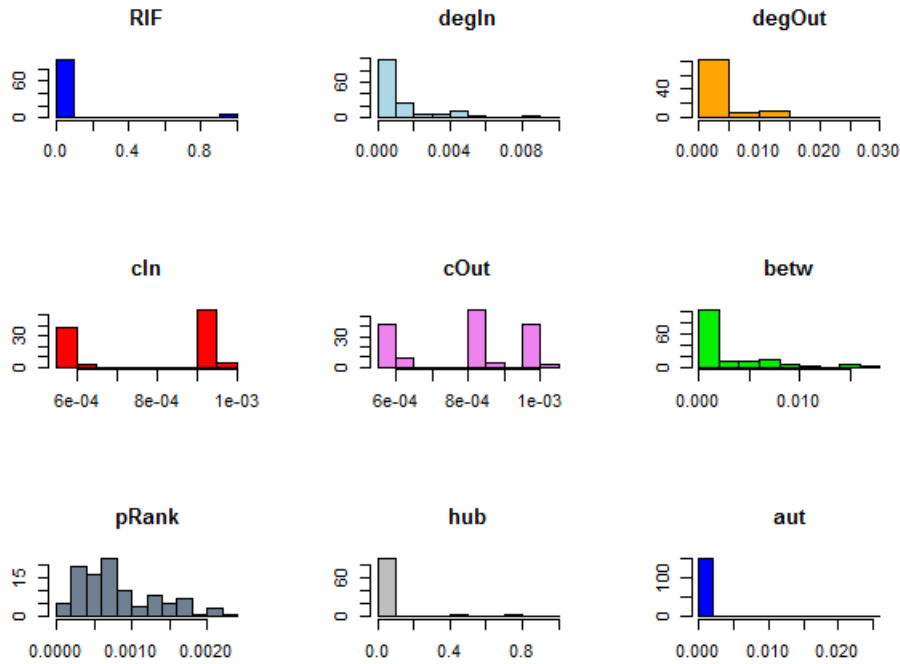 RIF degIn degOut
0 60
0 60
0 40
0.0 0.4 0.8
0.000 0.004 0.008
0.000 0.010 0.020 0.030
cIn cOut betw
0 30
0 30
0 60
6e-04 8e-04 1e-03
6e-04 8e-04 1e-03
0.000 0.010
pRank hub aut
0 15
0 60
0 100
0.0000 0.0010 0.0020
0.0 0.4 0.8
0.000 0.010 0.020